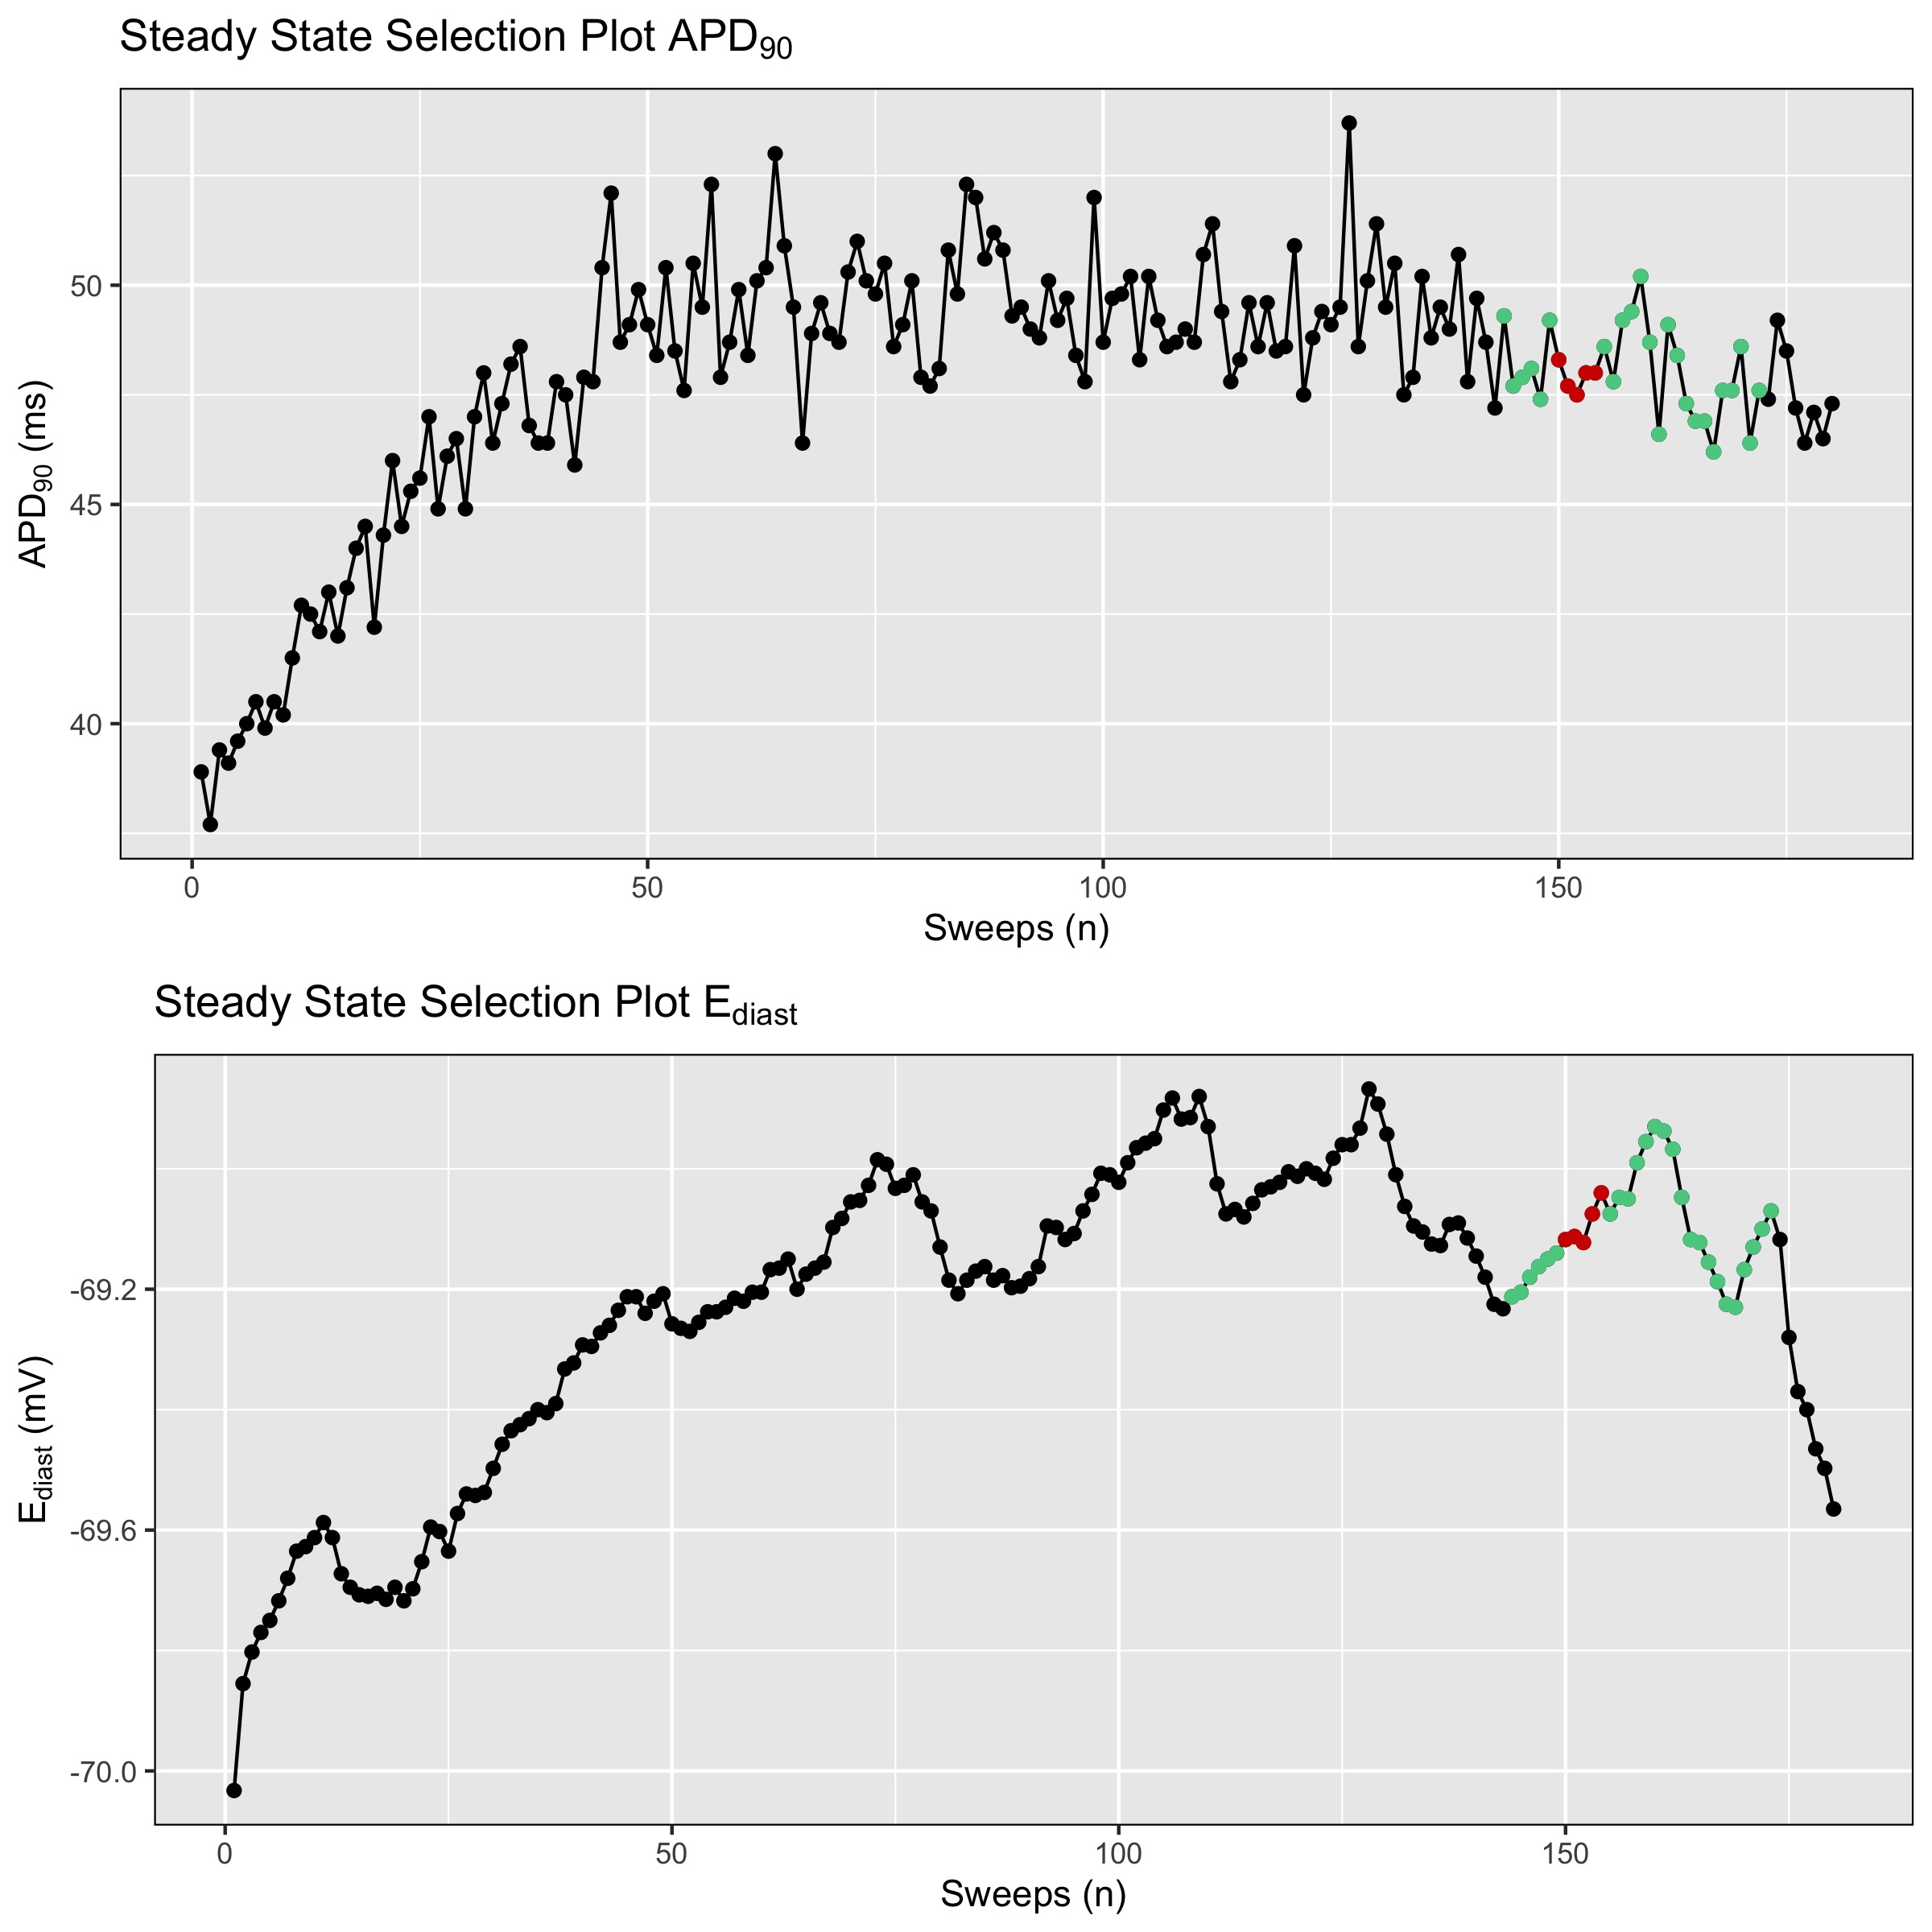 Steady State Selection Plot APD90
50
45
40
APD90 (ms)
0 50 100 150
Sweeps (n)
Steady State Selection Plot Ediast
-69.2
-69.6
-70.0
Ediast (mV)
0 50 100 150
Sweeps (n)